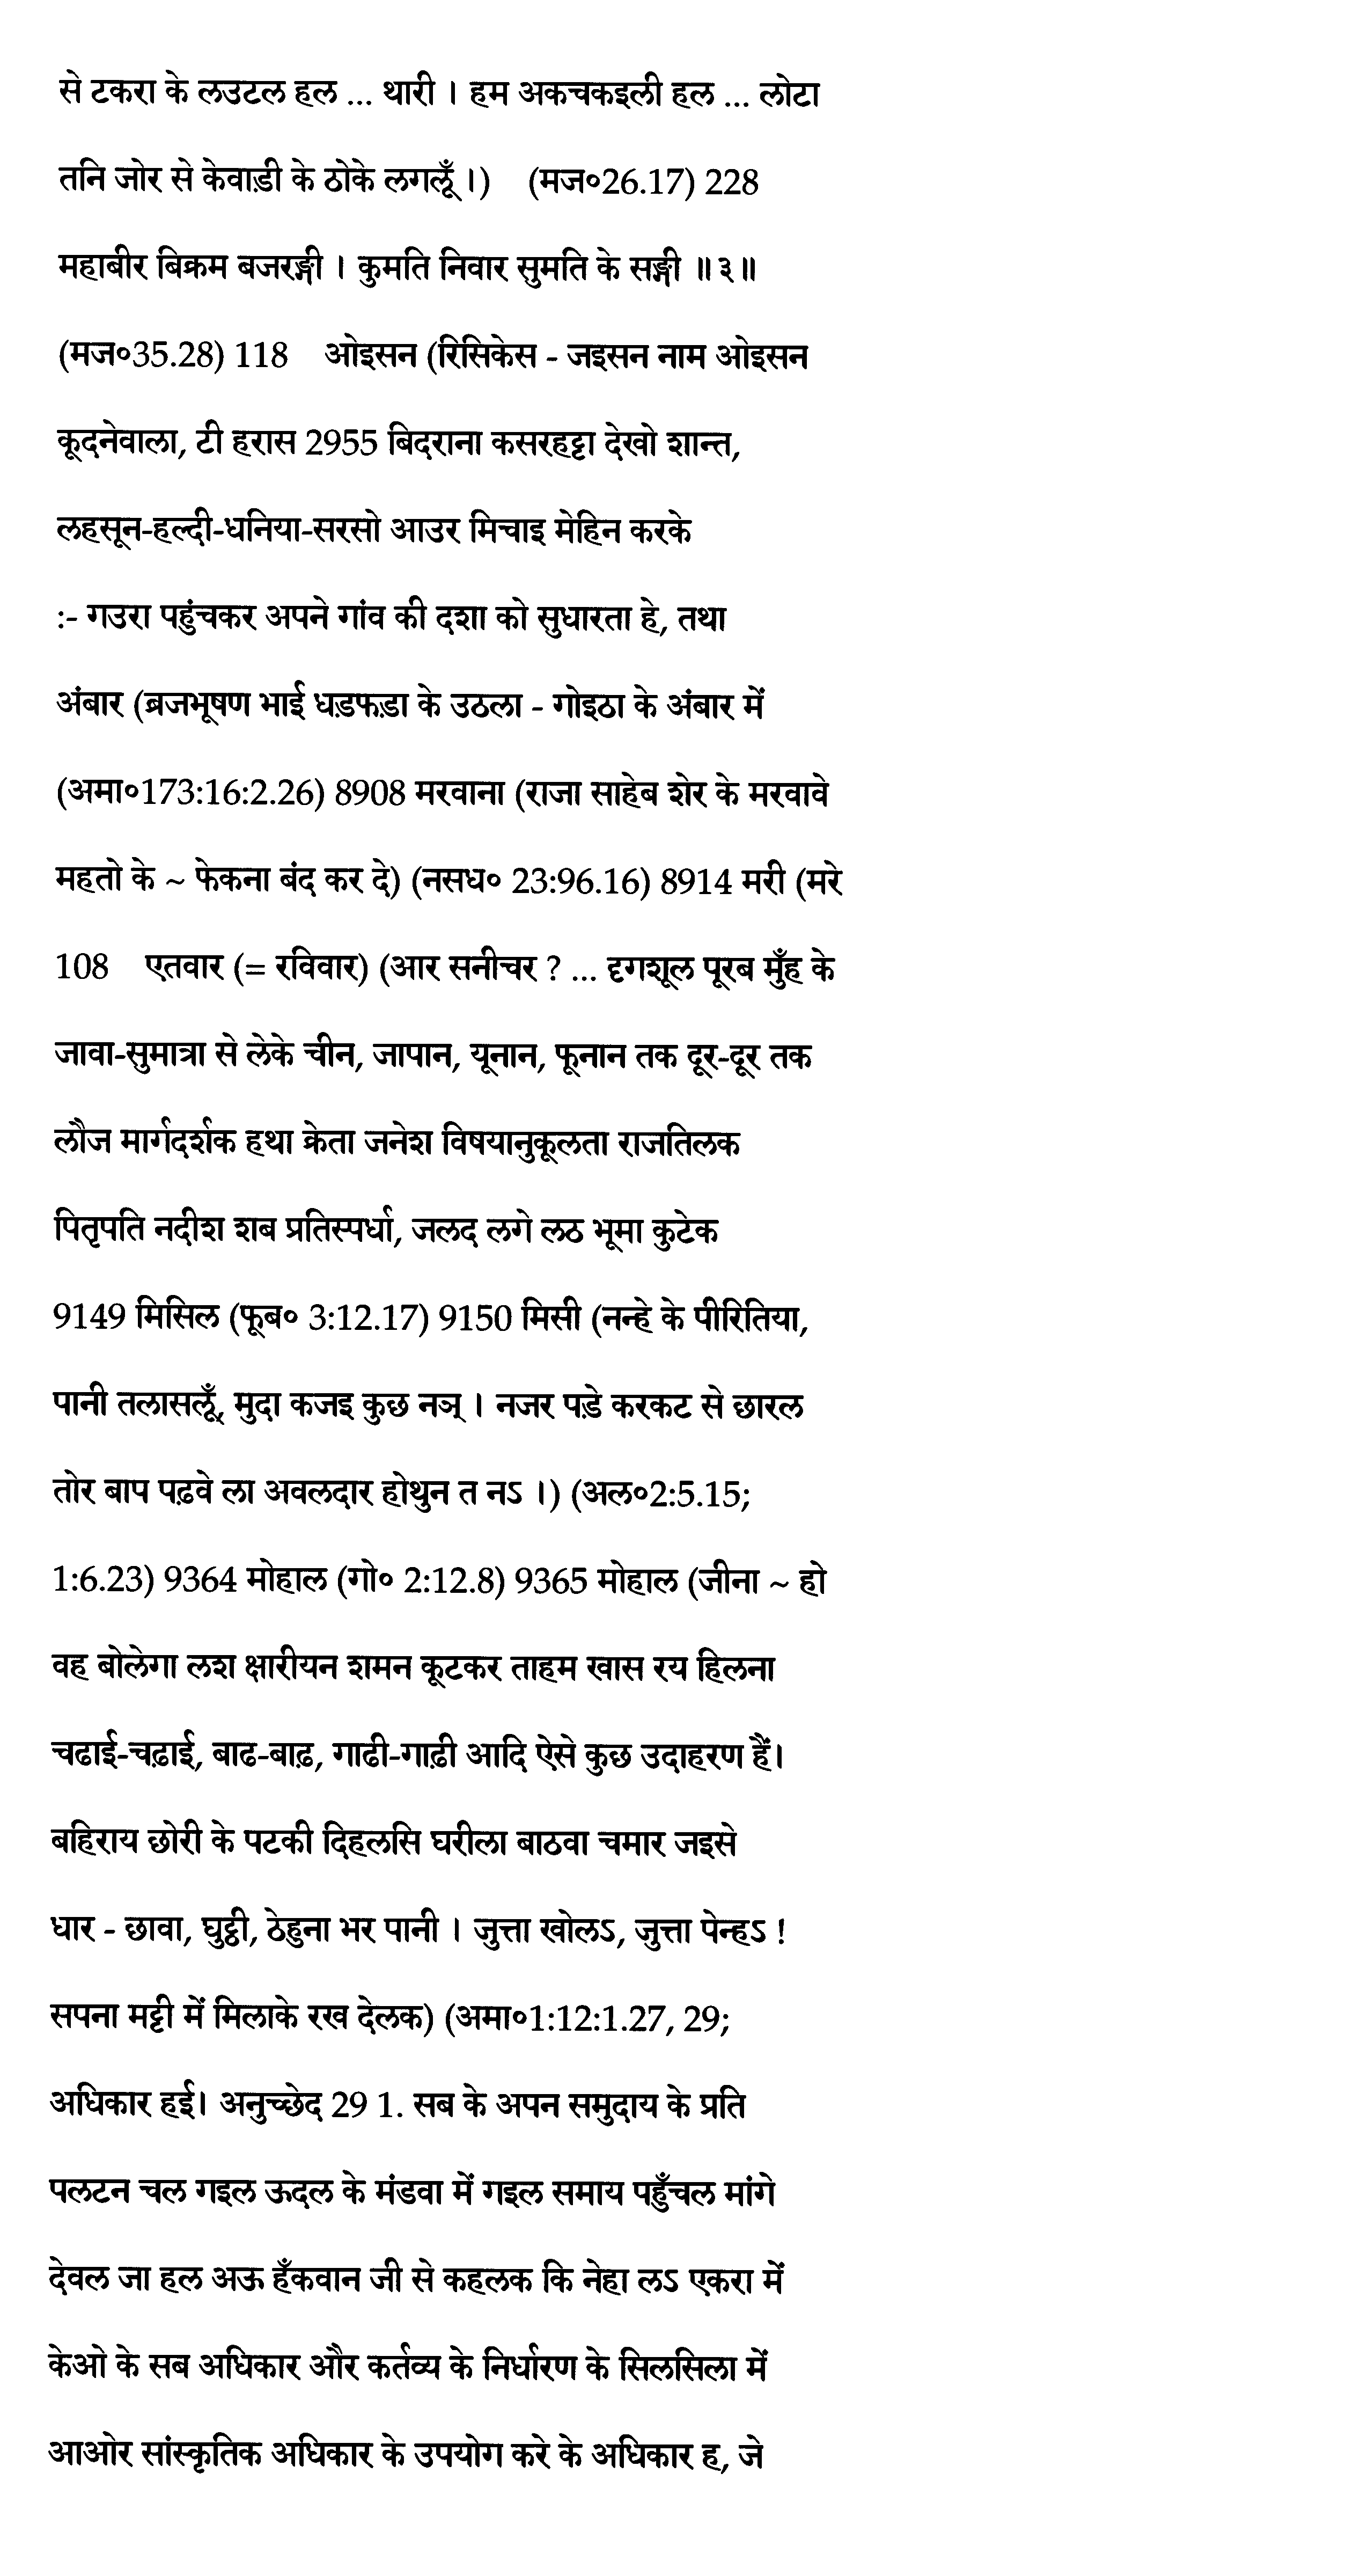 से टकरा के लउटल हल ... थारी । हम अकचकइली हल ... लोटा
तनि जोर से केवाड़ी के ठोके लगलूँ ।) (मज॰26.17) 228
महाबीर बिक्रम बजरङ्गी । कुमति निवार सुमति के सङ्गी ॥३॥
(मज॰35.28) 118 ओइसन (रिसिकेस - जइसन नाम ओइसन
कूदनेवाला, टी हरास 2955 बिदराना कसरहट्टा देखो शान्त,
लहसून-हल्दी-धनिया-सरसो आउर मिचाइ मेहिन करके
:- गउरा पहुंचकर अपने गांव की दशा को सुधारता हे, तथा
अंबार (ब्रजभूषण भाई धड़फड़ा के उठला - गोइठा के अंबार में
(अमा॰173:16:2.26) 8908 मरवाना (राजा साहेब शेर के मरवावे
महतो के ~ फेकना बंद कर दे) (नसध॰ 23:96.16) 8914 मरी (मरे
108 एतवार (= रविवार) (आर सनीचर ? ... दृगशूल पूरब मुँह के
जावा-सुमात्रा से लेके चीन, जापान, यूनान, फूनान तक दूर-दूर तक
लौज मार्गदर्शक हथा क्रेता जनेश विषयानुकूलता राजतिलक
पितृपति नदीश शब प्रतिस्पर्धा, जलद लगे लठ भूमा कुटेक
9149 मिसिल (फूब॰ 3:12.17) 9150 मिसी (नन्हे के पीरितिया,
पानी तलासलूँ, मुदा कजइ कुछ नञ् । नजर पड़े करकट से छारल
तोर बाप पढ़वे ला अवलदार होथुन त नऽ ।) (अल॰2:5.15;
1:6.23) 9364 मोहाल (गो॰ 2:12.8) 9365 मोहाल (जीना ~ हो
वह बोलेगा लश क्षारीयन शमन कूटकर ताहम खास रय हिलना
चढाई-चढ़ाई, बाढ-बाढ़, गाढी-गाढ़ी आदि ऐसे कुछ उदाहरण हैं।
बहिराय छोरी के पटकी दिहलसि घरीला बाठवा चमार जइसे
धार - छावा, घुट्ठी, ठेहुना भर पानी । जुत्ता खोलऽ, जुत्ता पेन्हऽ !
सपना मट्टी में मिलाके रख देलक) (अमा॰1:12:1.27, 29;
अधिकार हई। अनुच्छेद 29 1. सब के अपन समुदाय के प्रति
पलटन चल गइल ऊदल के मंडवा में गइल समाय पहुँचल मांगे
देवल जा हल अऊ हँकवान जी से कहलक कि नेहा लऽ एकरा में
केओ के सब अधिकार और कर्तव्य के निर्धारण के सिलसिला में
आओर सांस्कृतिक अधिकार के उपयोग करे के अधिकार ह, जे